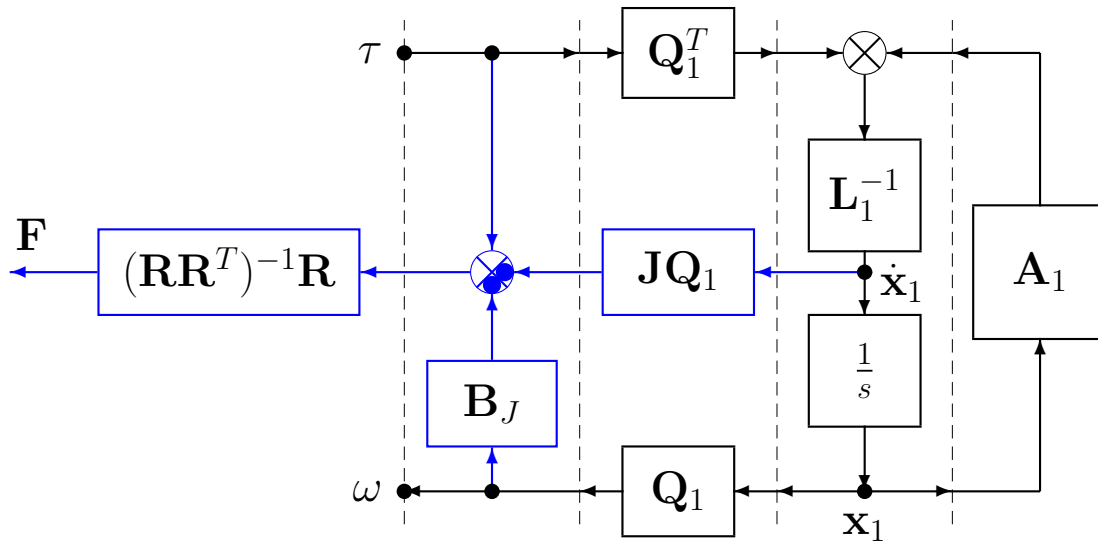 τ
Q₁ᵀ
L₁⁻¹
F
(RRᵀ)⁻¹R
JQ₁
ẋ₁
A₁
B_J
1/s
ω
Q₁
x₁